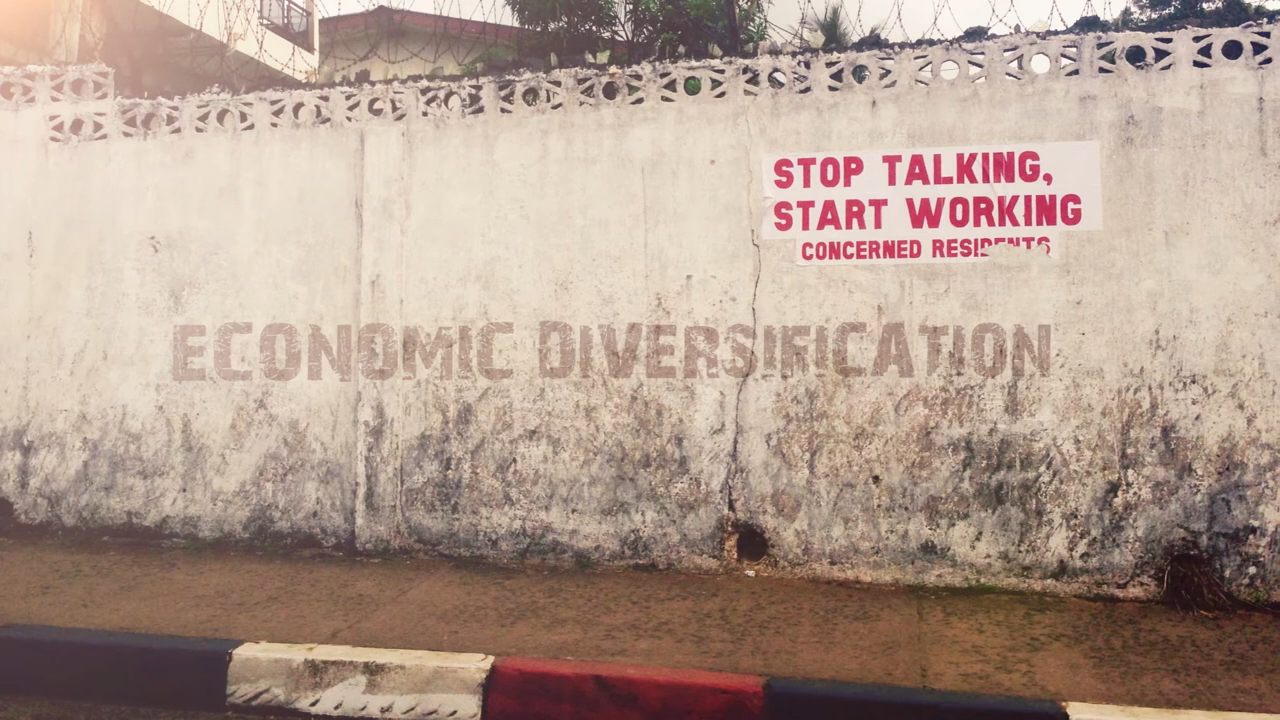 STOP TALKING,
START WORKING
CONCERNED RESIDENTS
ECONOMIC DIVERSIFICATION